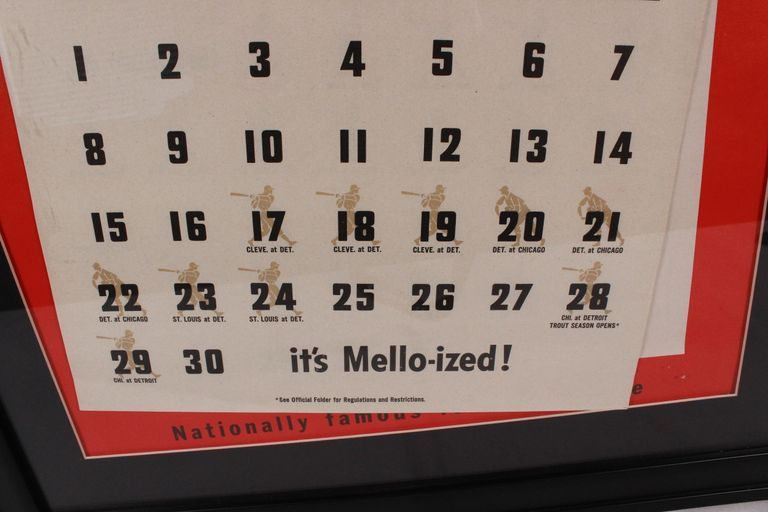 1 2 3 4 5 6 7
8 9 10 11 12 13 14
15 16 17 18 19 20 21
CLEVE. at DET. CLEVE. at DET. CLEVE. at DET. DET. at CHICAGO DET. at CHICAGO
22 23 24 25 26 27 28
DET. at CHICAGO ST. LOUIS at DET. ST. LOUIS at DET. CHI. at DETROIT
TROUT SEASON OPENS*
29 30 it's Mello-ized!
CHI. at DETROIT
*See Official Folder for Regulations and Restrictions.
Nationally famous